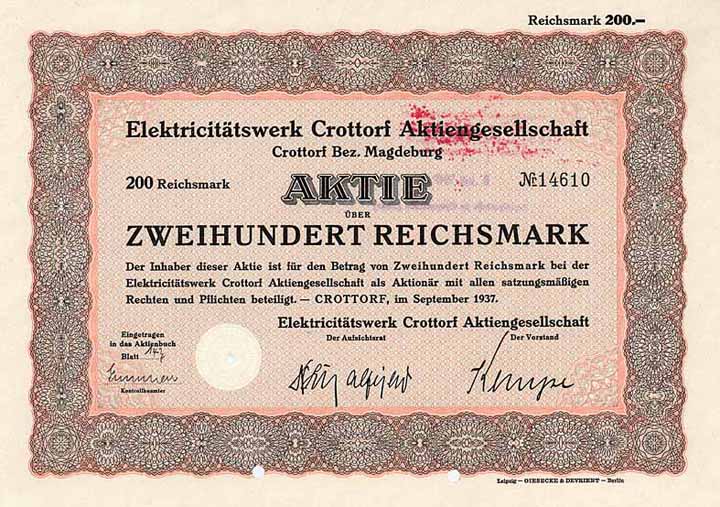 Reichsmark 200.—
Elektricitätswerk Crottorf Aktiengesellschaft
Crottorf Bez. Magdeburg
200 Reichsmark AKTIE №14610
ÜBER
ZWEIHUNDERT REICHSMARK
Der Inhaber dieser Aktie ist für den Betrag von Zweihundert Reichsmark bei der
Elektricitätswerk Crottorf Aktiengesellschaft als Aktionär mit allen satzungsmäßigen
Rechten und Pflichten beteiligt. — CROTTORF, im September 1937.
Elektricitätswerk Crottorf Aktiengesellschaft
Der Aufsichtsrat Der Vorstand
Eingetragen
in das Aktienbuch
Blatt 147
Kontrollbeamter
Kempe
Leipzig — GIESECKE & DEVRIENT — Berlin